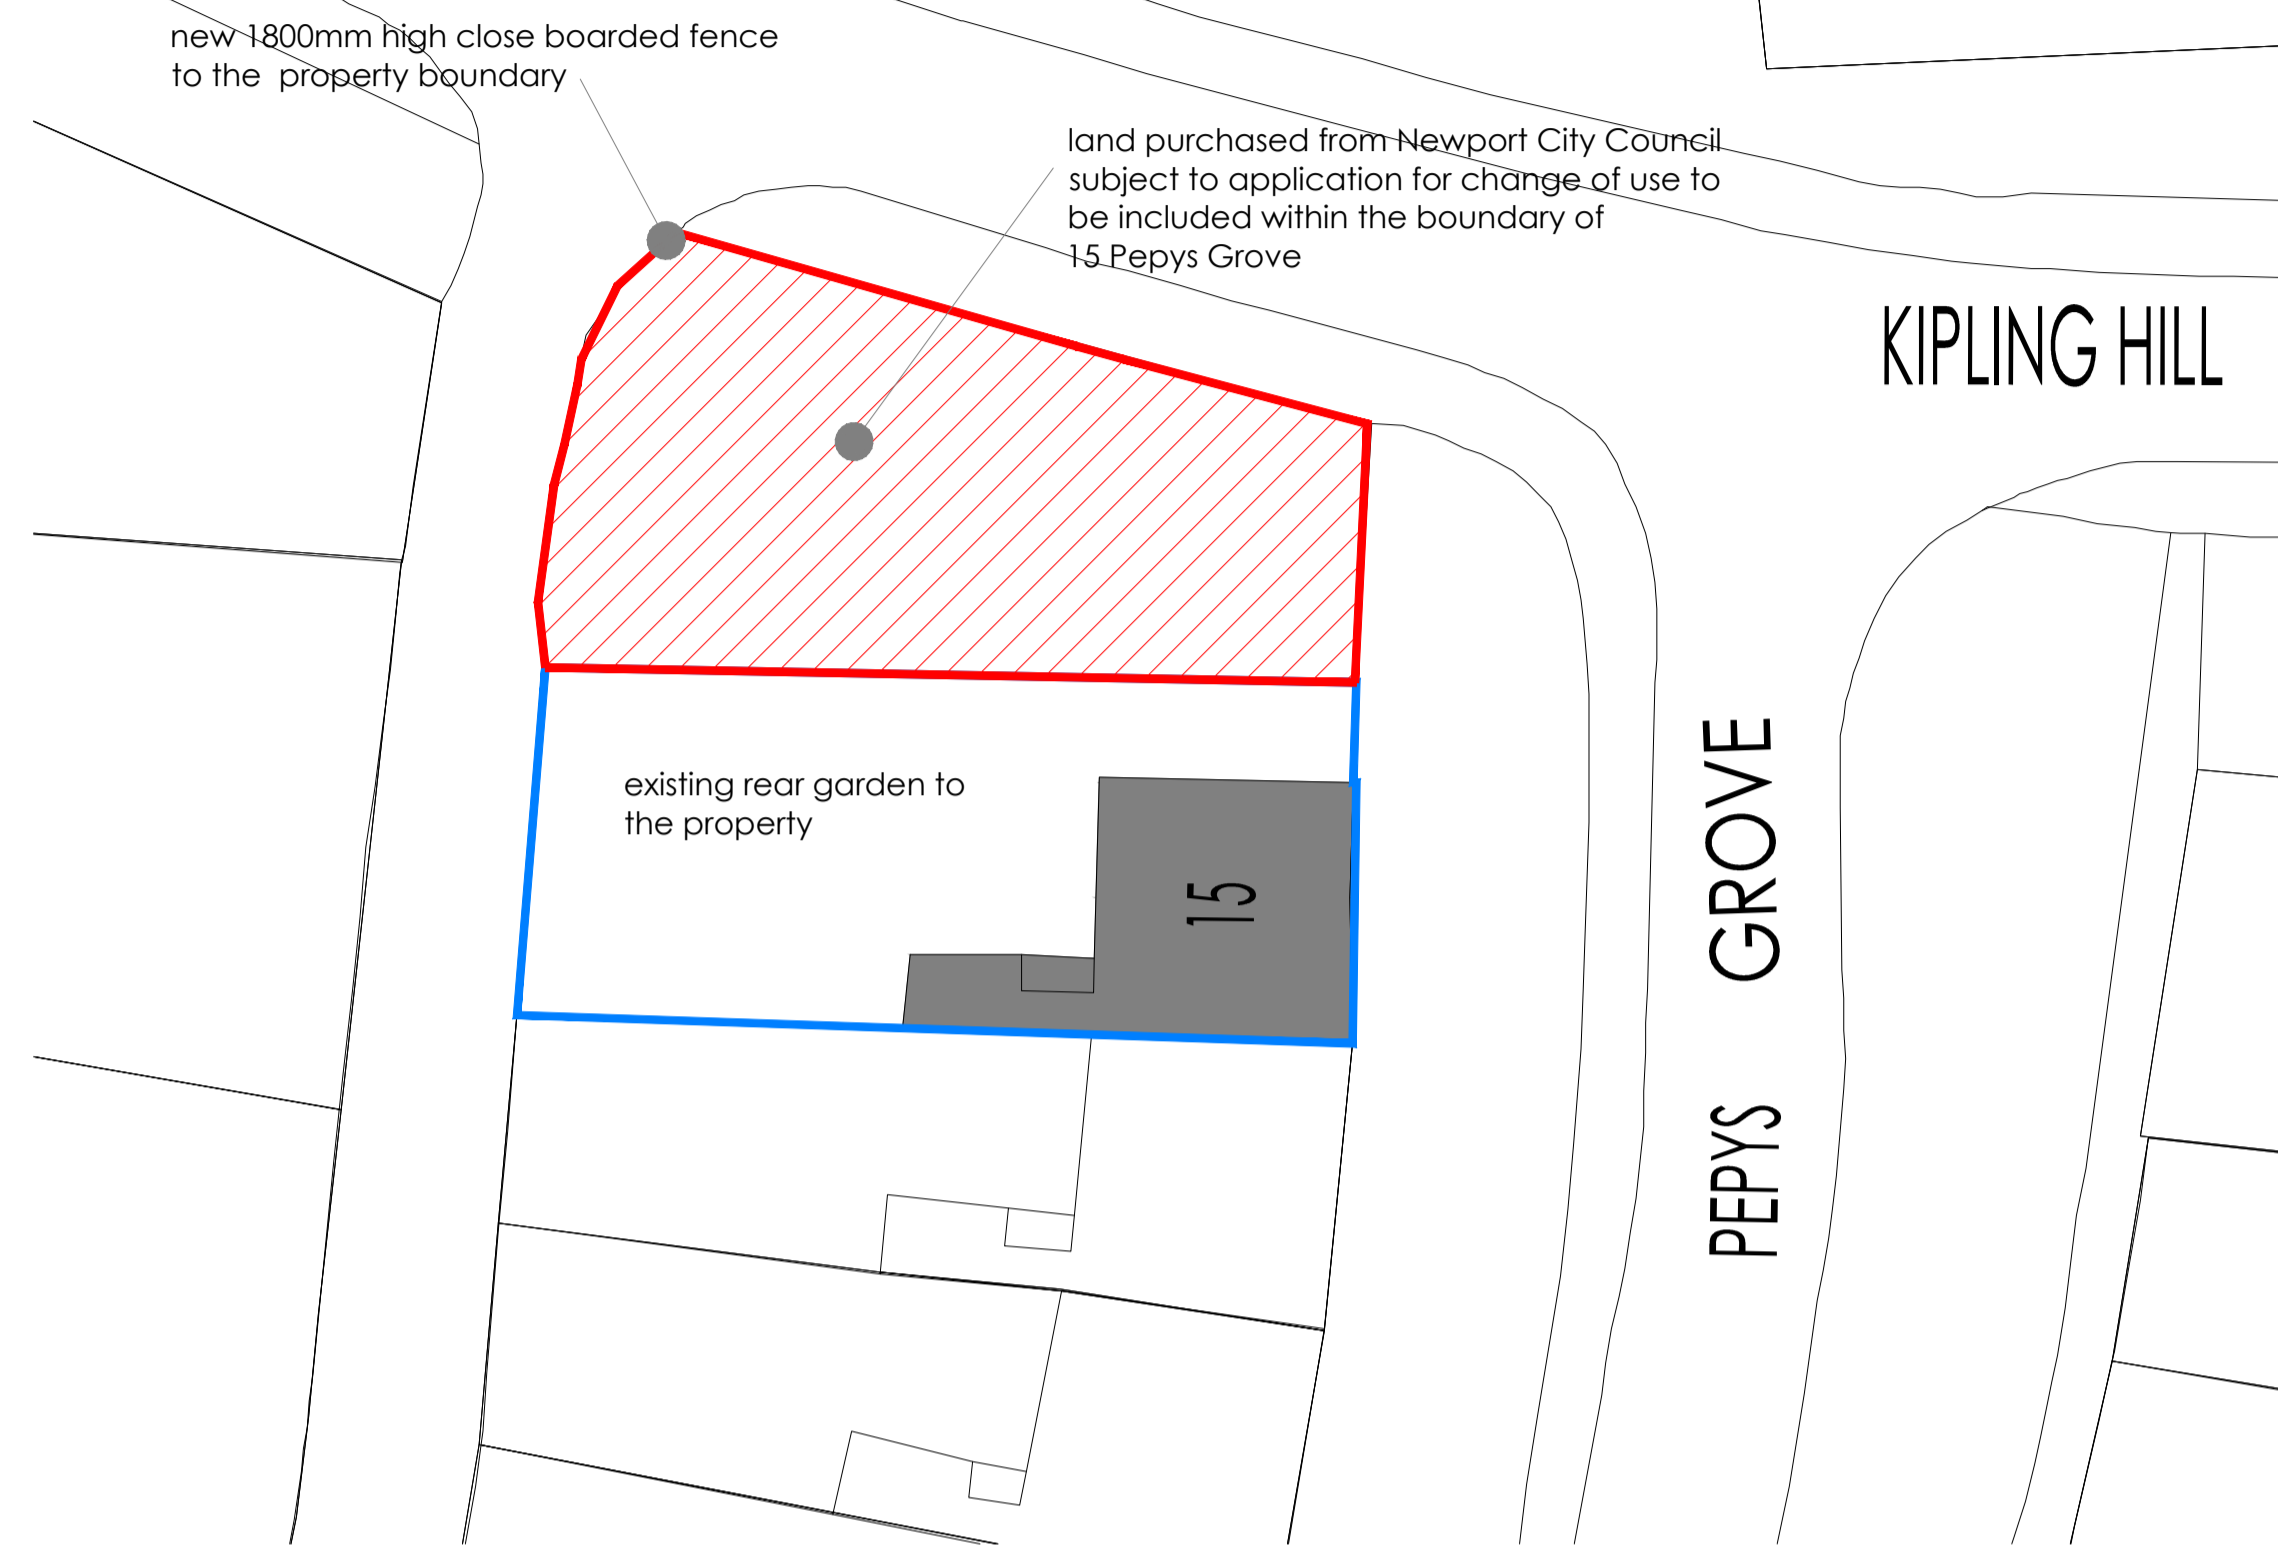 new 1800mm high close boarded fence
to the property boundary
land purchased from Newport City Council
subject to application for change of use to
be included within the boundary of
15 Pepys Grove
KIPLING HILL
existing rear garden to
the property
15
PEPYS GROVE